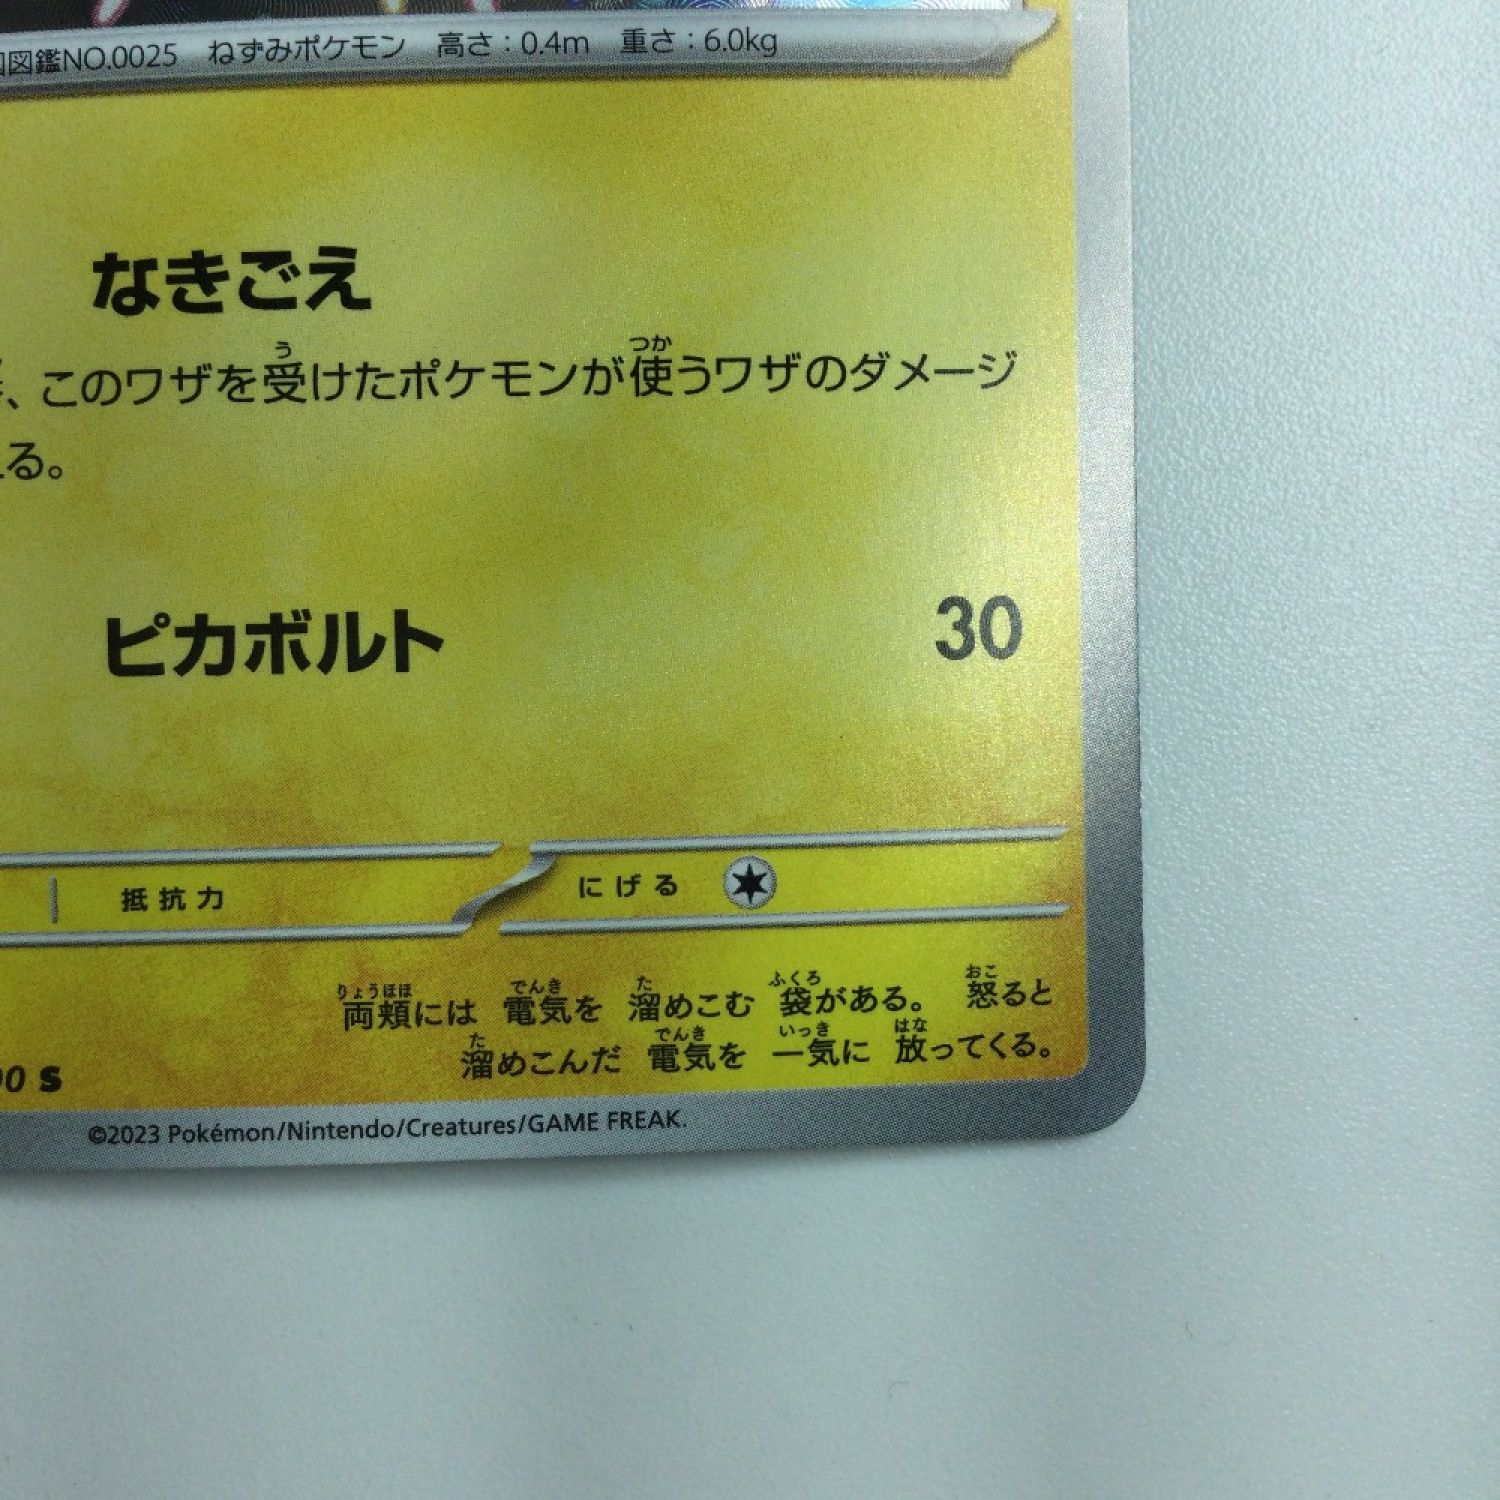 図鑑NO.0025 ねずみポケモン 高さ：0.4m 重さ：6.0kg
なきごえ
、このワザを受けたポケモンが使うワザのダメージ
る。
ピカボルト 30
抵抗力 にげる
両頬には 電気を 溜めこむ 袋がある。 怒ると
溜めこんだ 電気を 一気に 放ってくる。
0 S
©2023 Pokémon/Nintendo/Creatures/GAME FREAK.